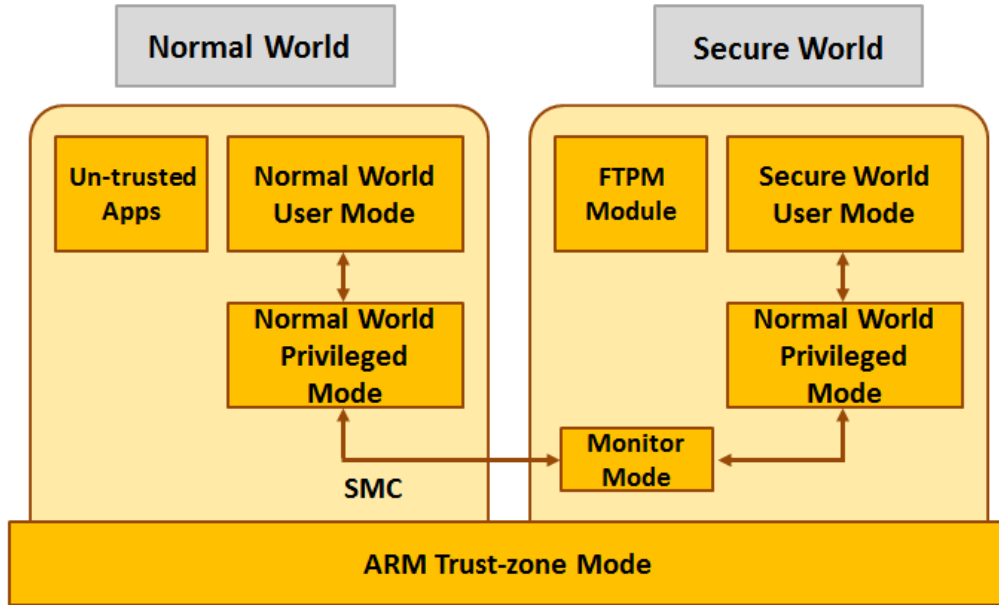 Normal World
Secure World
Un-trusted
Apps
Normal World
User Mode
FTPM
Module
Secure World
User Mode
Normal World
Privileged
Mode
Normal World
Privileged
Mode
Monitor
Mode
SMC
ARM Trust-zone Mode